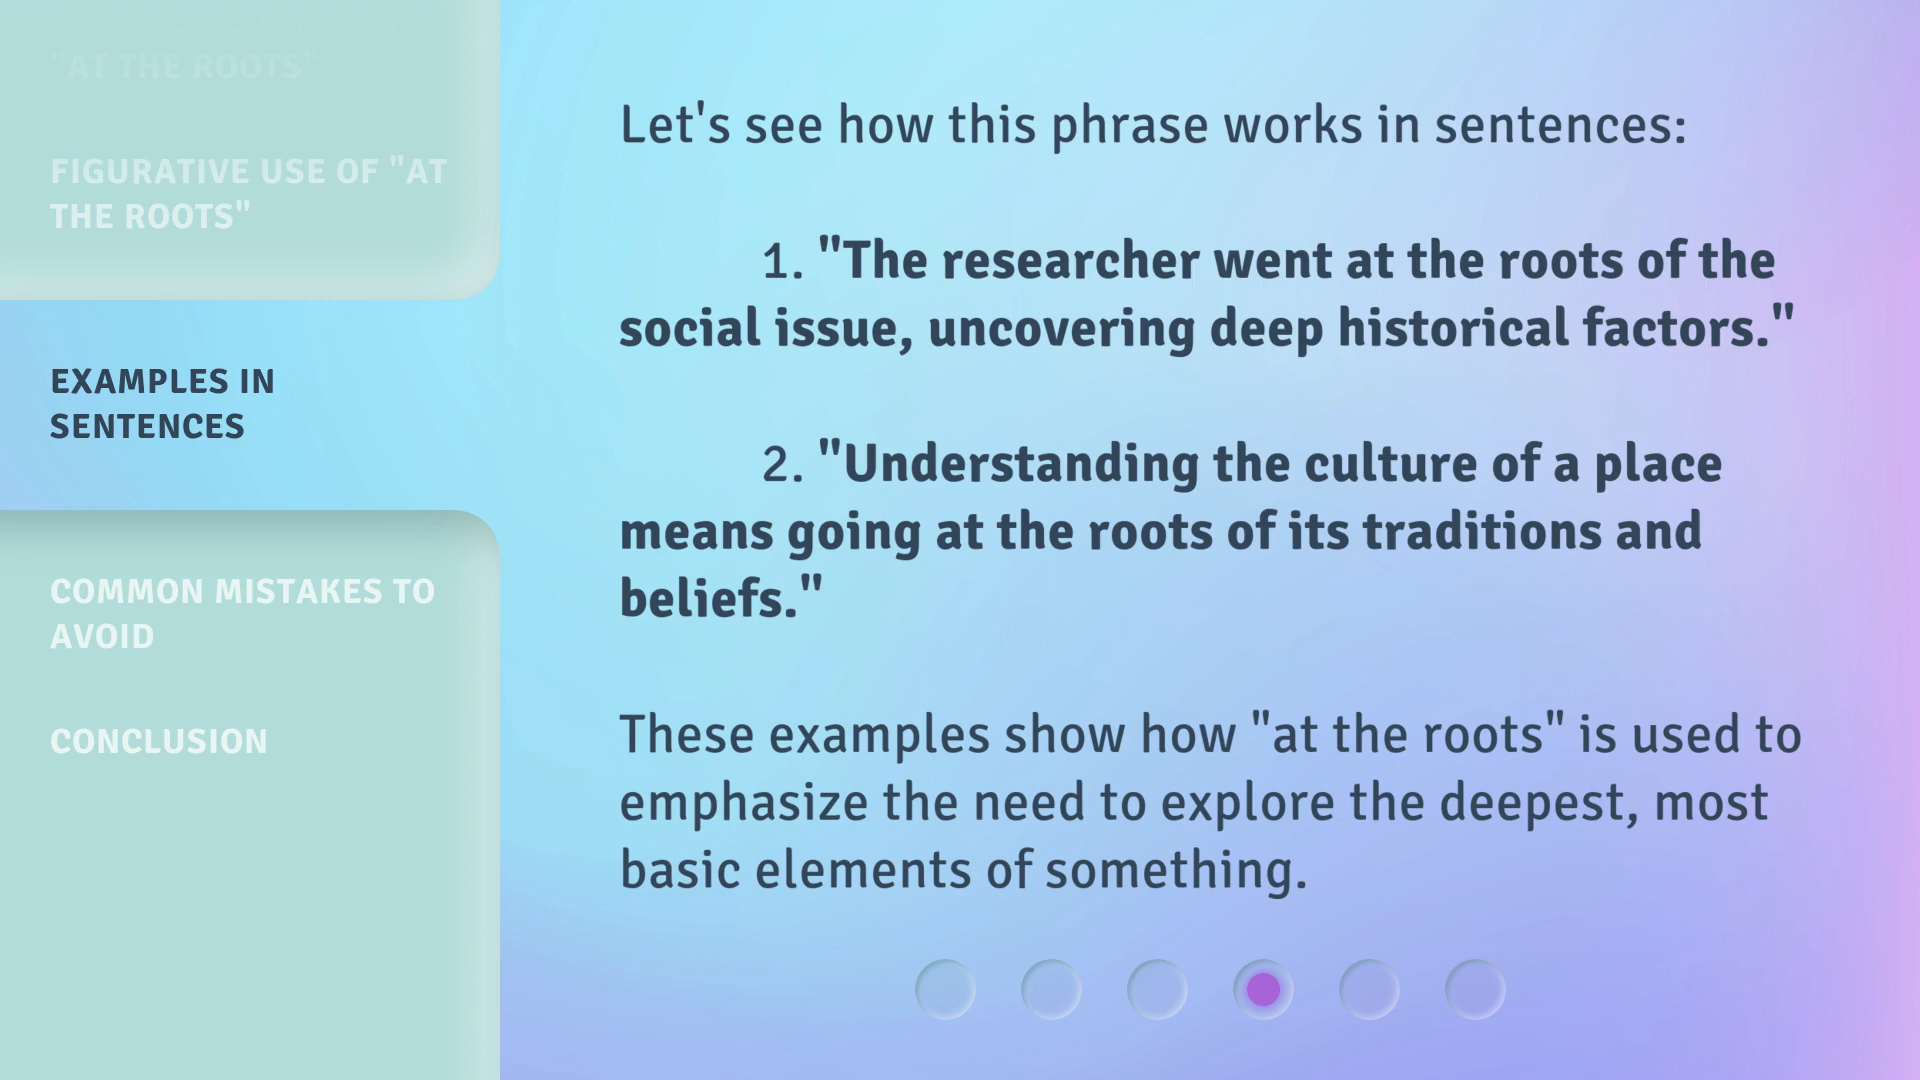 LITERAL MEANING OF
"AT THE ROOTS"
FIGURATIVE USE OF "AT
THE ROOTS"
EXAMPLES IN
SENTENCES
COMMON MISTAKES TO
AVOID
CONCLUSION
Let's see how this phrase works in sentences:
1. "The researcher went at the roots of the
social issue, uncovering deep historical factors."
2. "Understanding the culture of a place
means going at the roots of its traditions and
beliefs."
These examples show how "at the roots" is used to
emphasize the need to explore the deepest, most
basic elements of something.